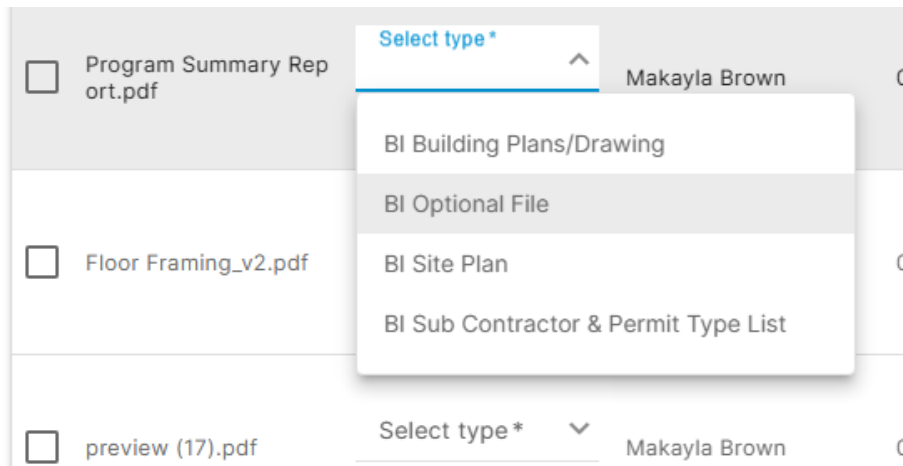 Select type*
Program Summary Rep
ort.pdf
Makayla Brown
BI Building Plans/Drawing
BI Optional File
Floor Framing_v2.pdf
BI Site Plan
BI Sub Contractor & Permit Type List
Select type*
preview (17).pdf
Makayla Brown